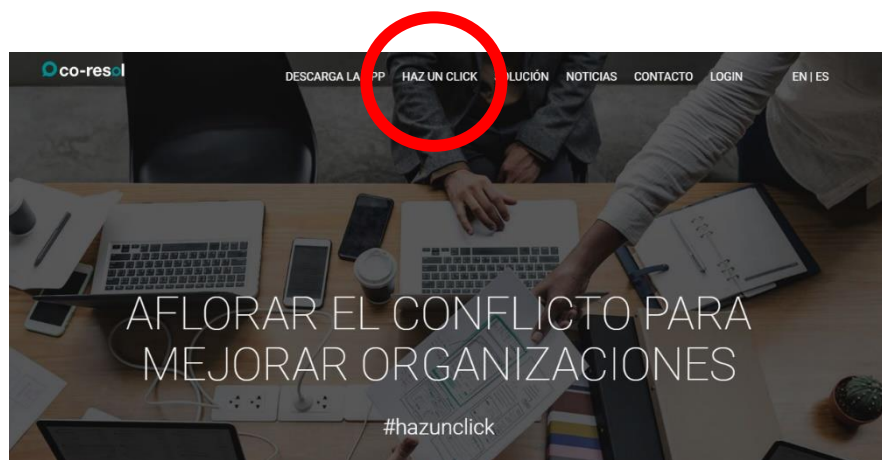 co-resol
DESCARGA LA APP HAZ UN CLICK SOLUCIÓN NOTICIAS CONTACTO LOGIN EN | ES
AFLORAR EL CONFLICTO PARA
MEJORAR ORGANIZACIONES
#hazunclick